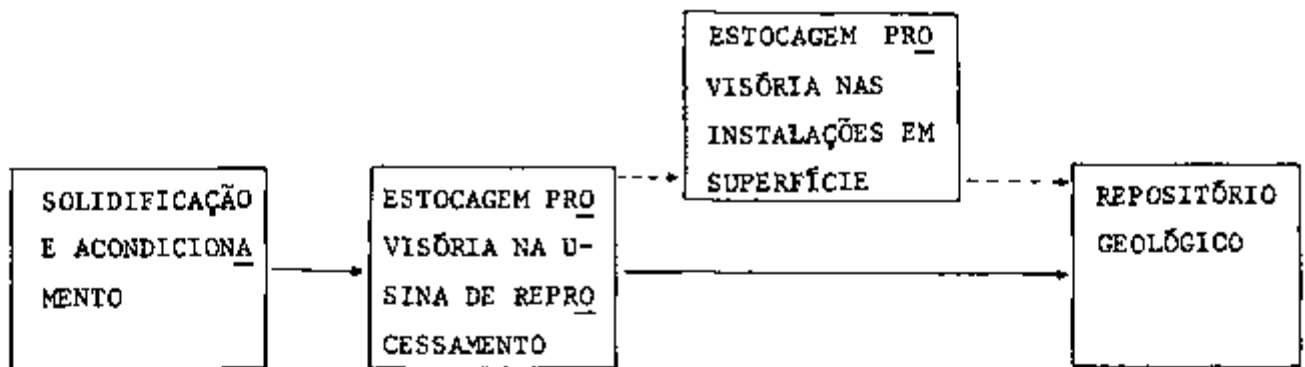 SOLIDIFICAÇÃO
E ACONDICIONA
MENTO
ESTOCAGEM PRO
VISÓRIA NA U-
SINA DE REPRO
CESSAMENTO
ESTOCAGEM PRO
VISÓRIA NAS
INSTALAÇÕES EM
SUPERFÍCIE
REPOSITÓRIO
GEOLÓGICO